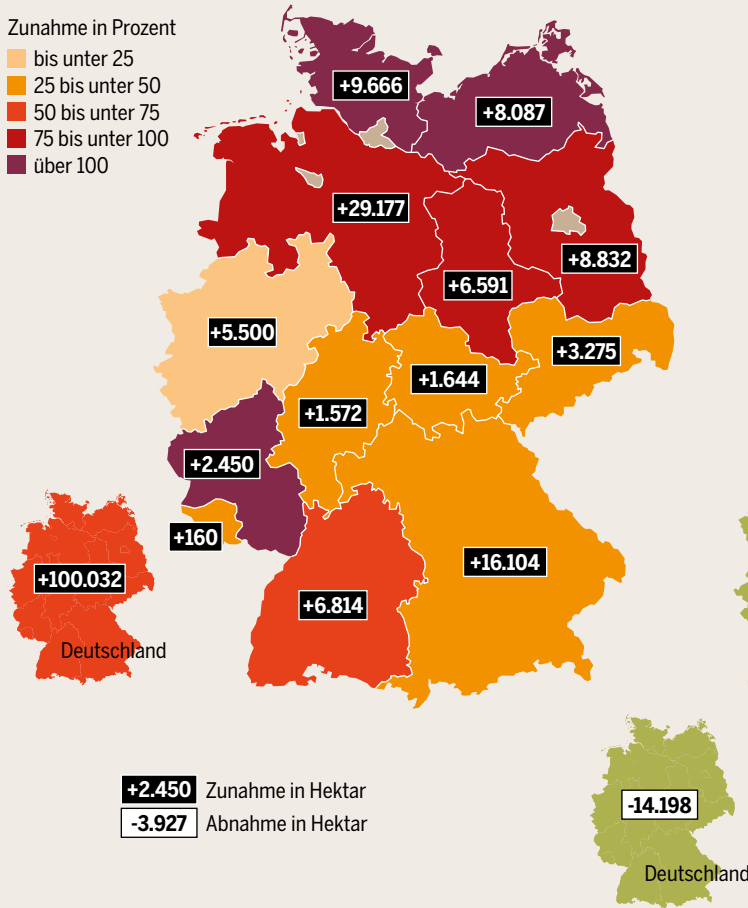 Zunahme in Prozent
bis unter 25
25 bis unter 50
50 bis unter 75
75 bis unter 100
über 100
+9.666
+8.087
+29.177
+8.832
+6.591
+5.500
+3.275
+1.644
+1.572
+2.450
+160
+16.104
+100.032
+6.814
Deutschland
+2.450 Zunahme in Hektar
-3.927 Abnahme in Hektar
-14.198
Deutschland